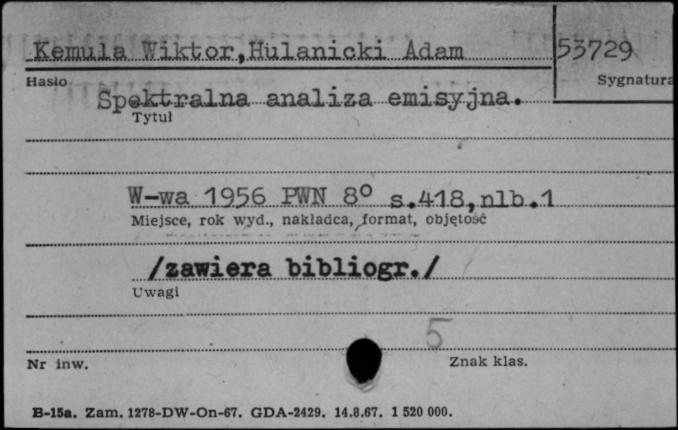 Kemula Wiktor,Hulanicki Adam 53729
Hasło Sygnatura
Spektralna analiza emisyjna.
Tytuł
W-wa 1956 PWN 8° s.418,nlb.1
Miejsce, rok wyd., nakładca, format, objętość
/zawiera bibliogr./
Uwagi
5
Nr inw. Znak klas.
B-15a. Zam. 1278-DW-On-67. GDA-2429. 14.8.67. 1 520 000.